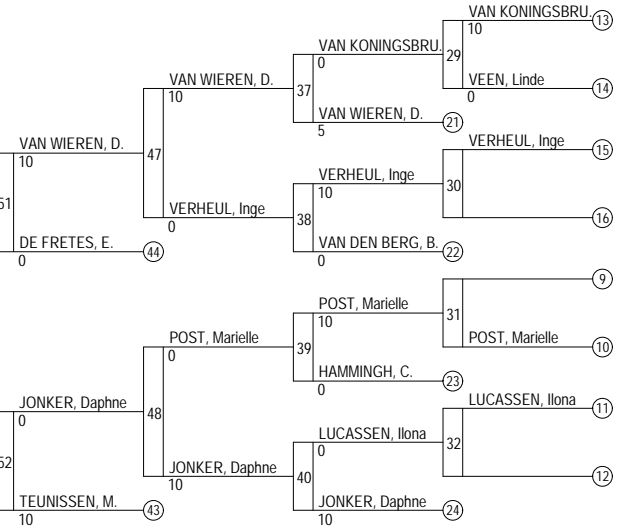 VAN KONINGSBRU. 13
10
VAN KONINGSBRU. 29
0
VAN WIEREN, D. 37 VEEN, Linde 14
10 0
VAN WIEREN, D. 21
5
VAN WIEREN, D. 47 VERHEUL, Inge 15
10
VERHEUL, Inge 30
10
51 VERHEUL, Inge 38 16
0
DE FRETES, E. 44 VAN DEN BERG, B. 22
0 0
9
POST, Marielle 31
10
POST, Marielle 39 POST, Marielle 10
0
HAMMINGH, C. 23
0
JONKER, Daphne 48 LUCASSEN, Ilona 11
0
LUCASSEN, Ilona 32
0
52 JONKER, Daphne 40 12
10
TEUNISSEN, M. 43 JONKER, Daphne 24
10 10